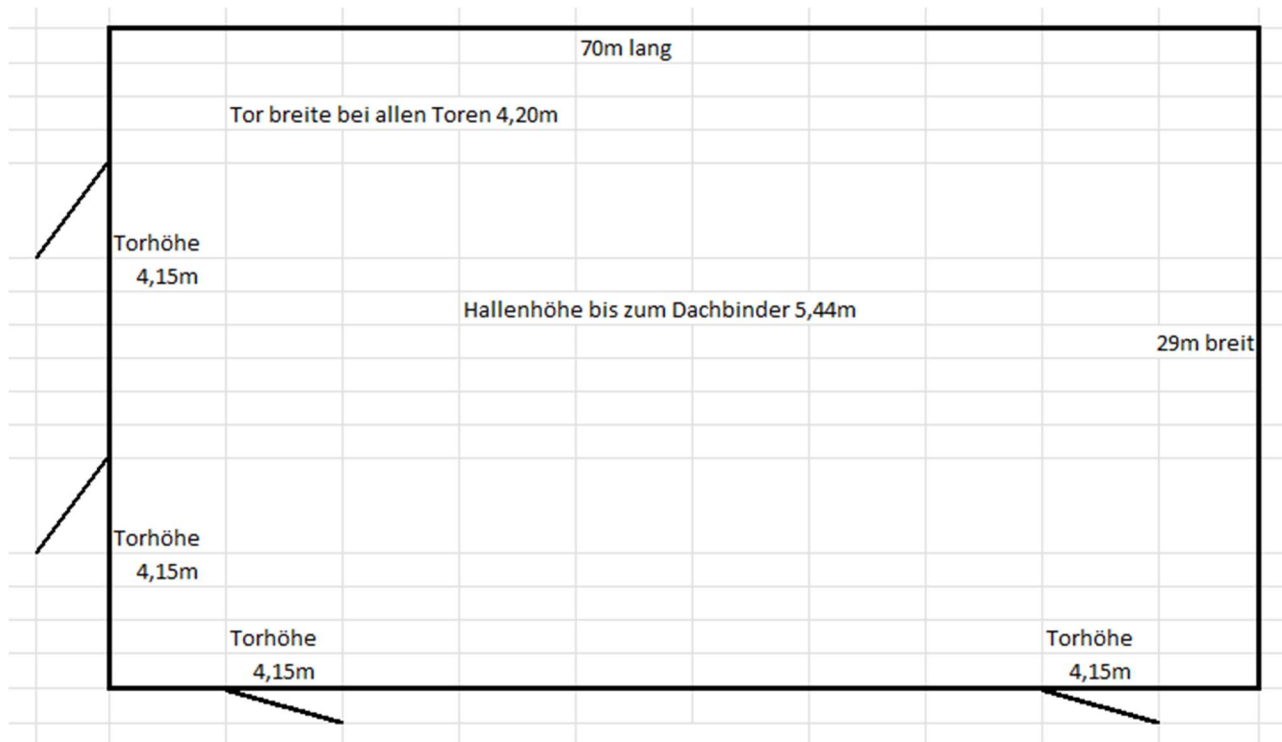 70m lang
Tor breite bei allen Toren 4,20m
Torhöhe
4,15m
Hallenhöhe bis zum Dachbinder 5,44m
29m breit
Torhöhe
4,15m
Torhöhe
4,15m
Torhöhe
4,15m